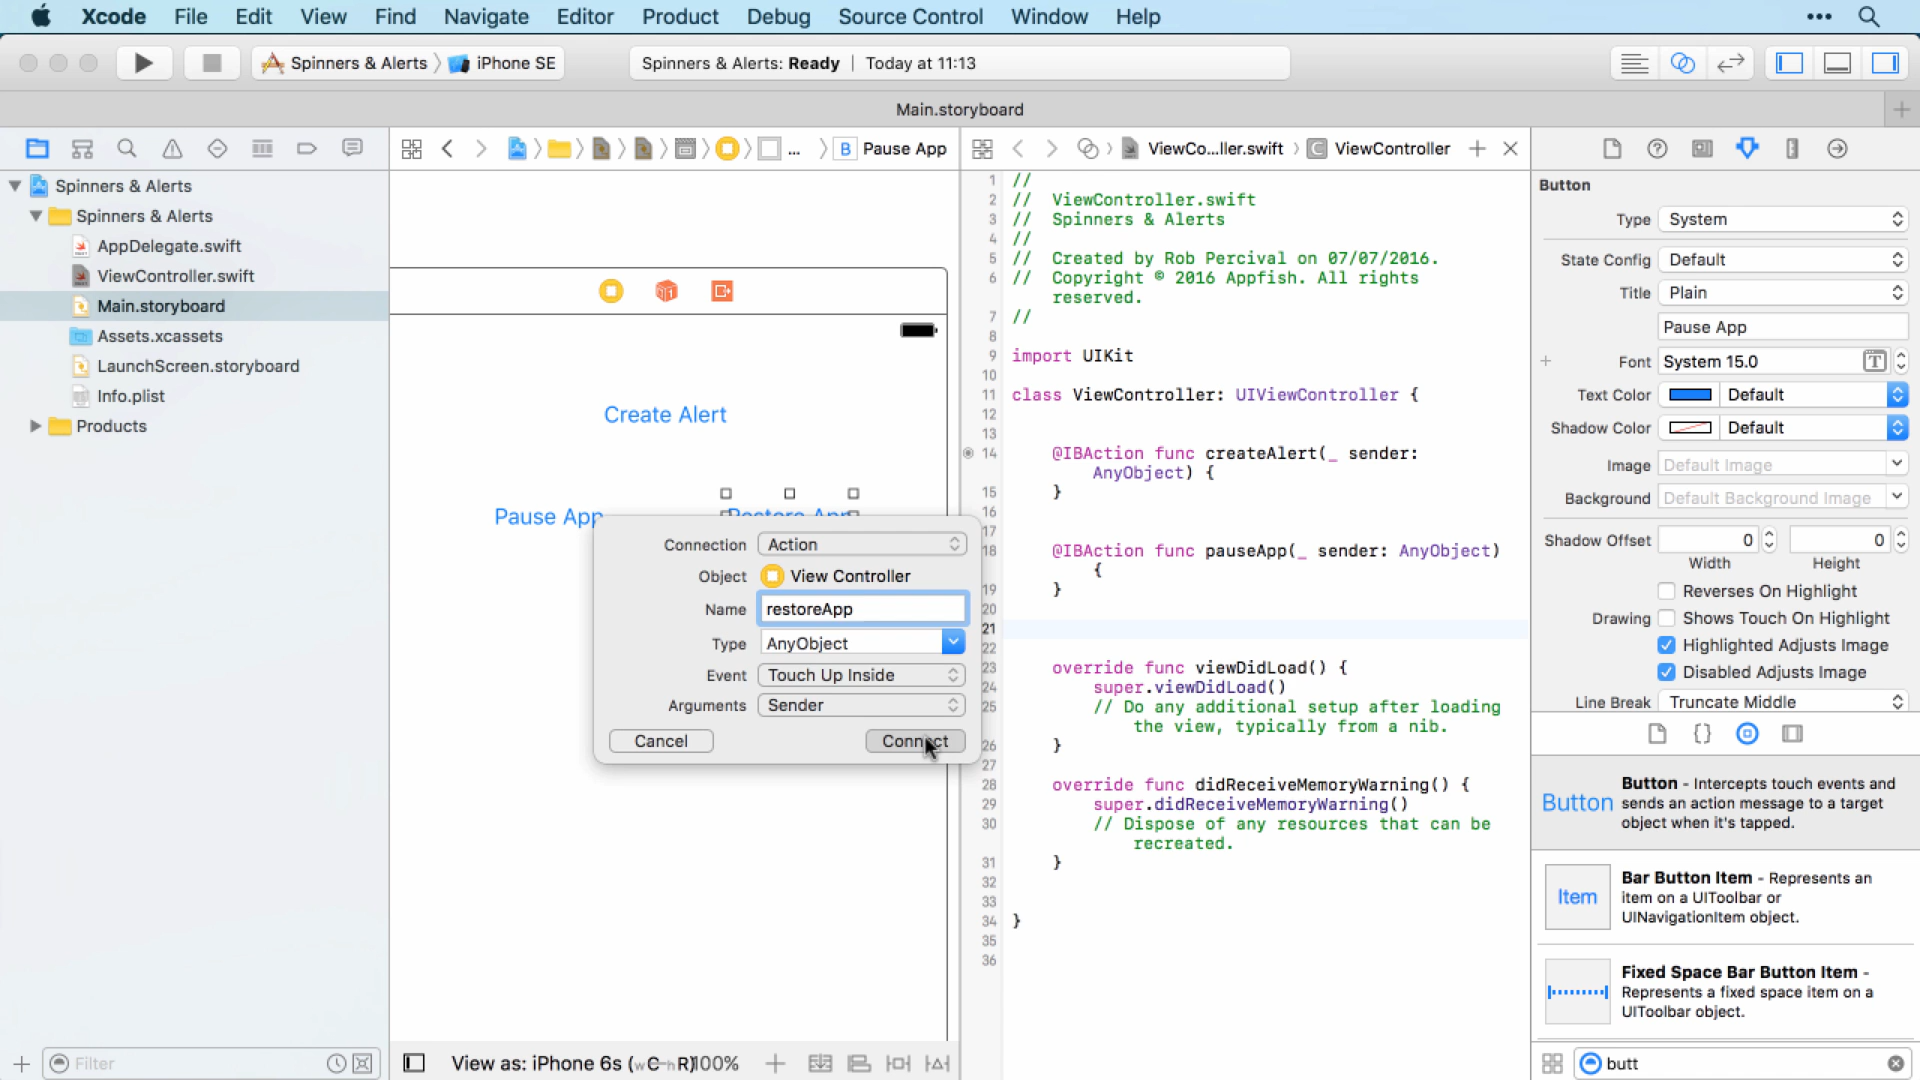 Xcode File Edit View Find Navigate Editor Product Debug Source Control Window Help
Spinners & Alerts iPhone SE
Spinners & Alerts: Ready | Today at 11:13
Main.storyboard
... B Pause App
ViewCo...ller.swift C ViewController
Spinners & Alerts
Spinners & Alerts
AppDelegate.swift
ViewController.swift
Main.storyboard
Assets.xcassets
LaunchScreen.storyboard
Info.plist
Products
Filter
Create Alert
Pause App
Restore App
Connection Action
Object View Controller
Name restoreApp
Type AnyObject
Event Touch Up Inside
Arguments Sender
Cancel Connect
View as: iPhone 6s (wC hR) 100%
1 //
2 // ViewController.swift
3 // Spinners & Alerts
4 //
5 // Created by Rob Percival on 07/07/2016.
6 // Copyright © 2016 Appfish. All rights
reserved.
7 //
8
9 import UIKit
10
11 class ViewController: UIViewController {
12
13
14 @IBAction func createAlert(_ sender:
AnyObject) {
15 }
16
17
18 @IBAction func pauseApp(_ sender: AnyObject)
{
19 }
20
21
22
23 override func viewDidLoad() {
24 super.viewDidLoad()
25 // Do any additional setup after loading
the view, typically from a nib.
26 }
27
28 override func didReceiveMemoryWarning() {
29 super.didReceiveMemoryWarning()
30 // Dispose of any resources that can be
recreated.
31 }
32
33
34 }
35
36
Button
Type System
State Config Default
Title Plain
Pause App
Font System 15.0 T
Text Color Default
Shadow Color Default
Image Default Image
Background Default Background Image
Shadow Offset 0 0
Width Height
Reverses On Highlight
Drawing Shows Touch On Highlight
Highlighted Adjusts Image
Disabled Adjusts Image
Line Break Truncate Middle
Button
Button - Intercepts touch events and
sends an action message to a target
object when it's tapped.
Item
Bar Button Item - Represents an
item on a UIToolbar or
UINavigationItem object.
Fixed Space Bar Button Item -
Represents a fixed space item on a
UIToolbar object.
butt